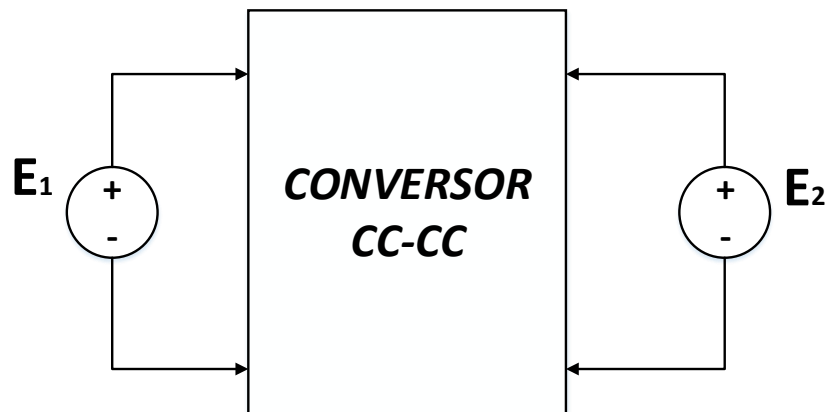 E1
+
-
CONVERSOR
CC-CC
+
-
E2